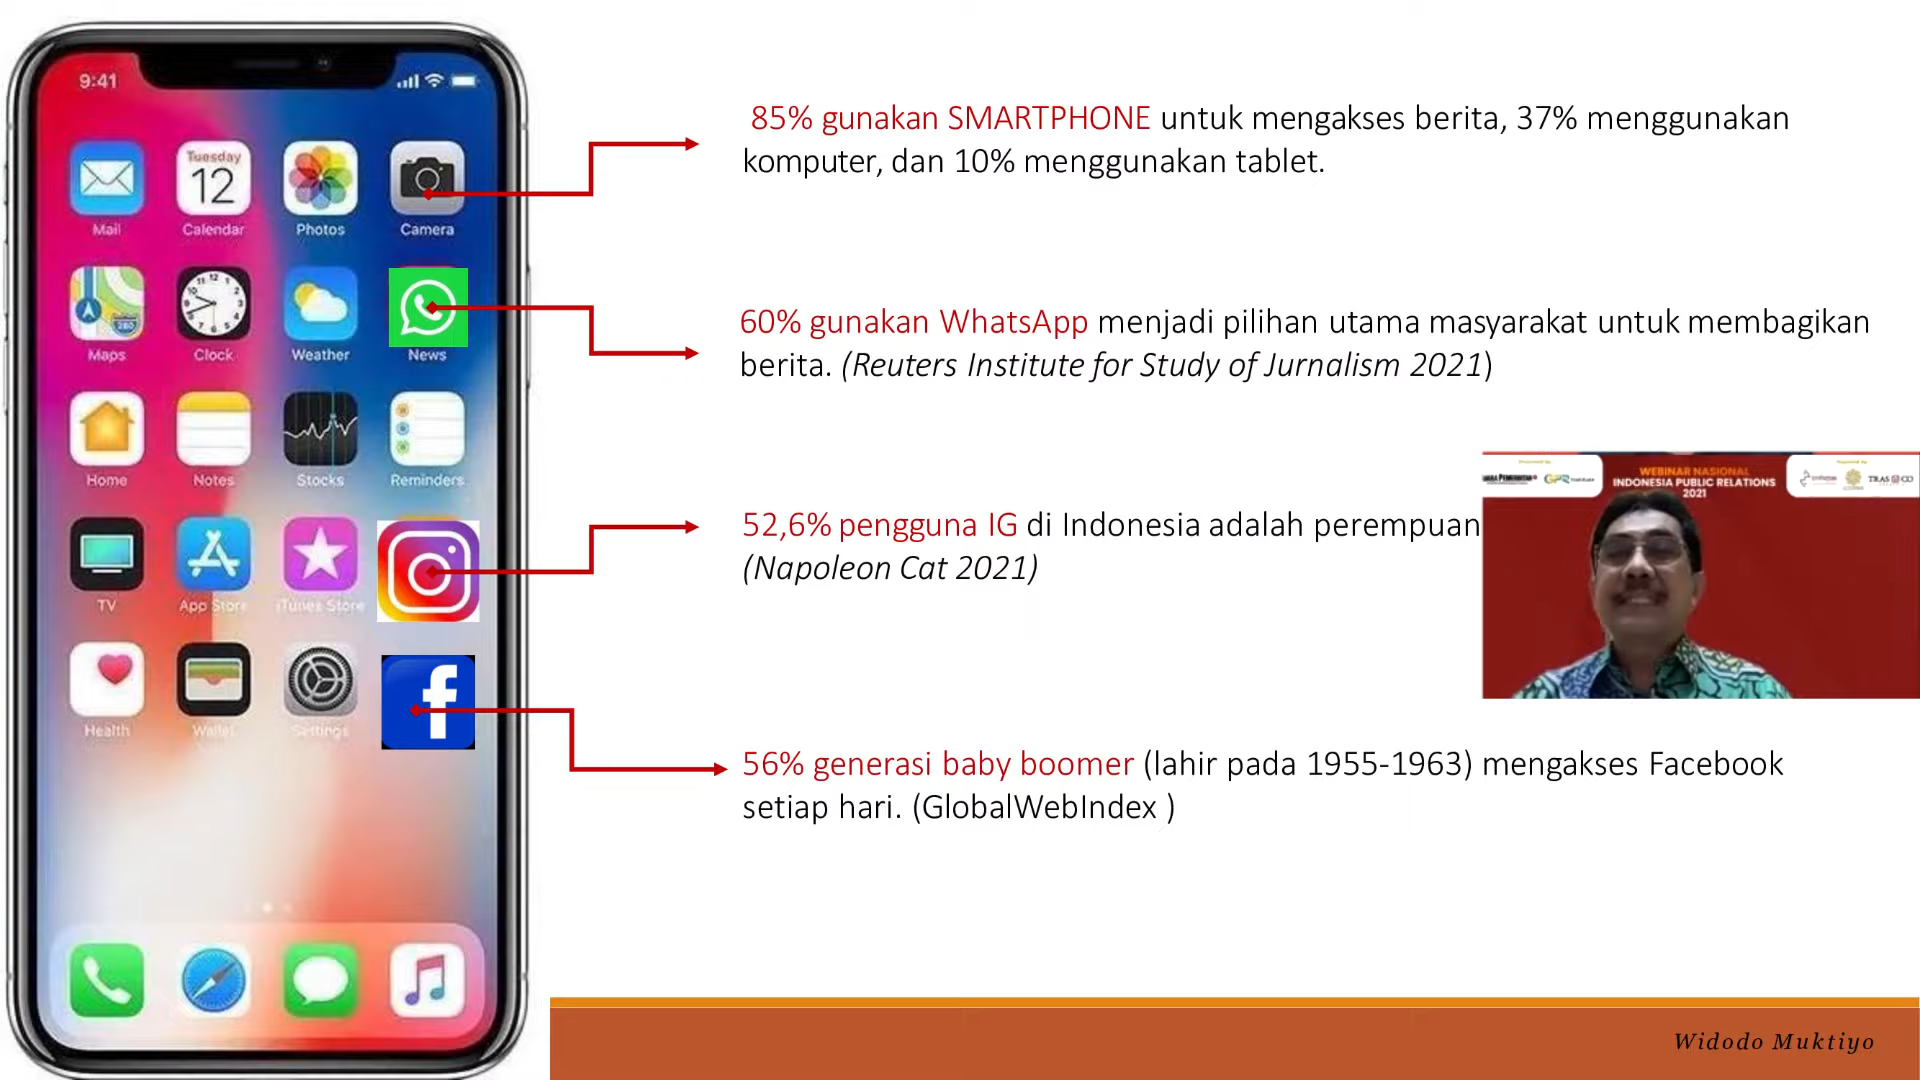 9:41
Tuesday
12
Mail
Calendar
Photos
Camera
Maps
Clock
Weather
News
Home
Notes
Stocks
Reminders
TV
App Store
iTunes Store
Health
Wallet
Settings
85% gunakan SMARTPHONE untuk mengakses berita, 37% menggunakan
komputer, dan 10% menggunakan tablet.
60% gunakan WhatsApp menjadi pilihan utama masyarakat untuk membagikan
berita. (Reuters Institute for Study of Jurnalism 2021)
52,6% pengguna IG di Indonesia adalah perempuan
(Napoleon Cat 2021)
WEBINAR NASIONAL
INDONESIA PUBLIC RELATIONS
2021
56% generasi baby boomer (lahir pada 1955-1963) mengakses Facebook
setiap hari. (GlobalWebIndex )
Widodo Muktiyo